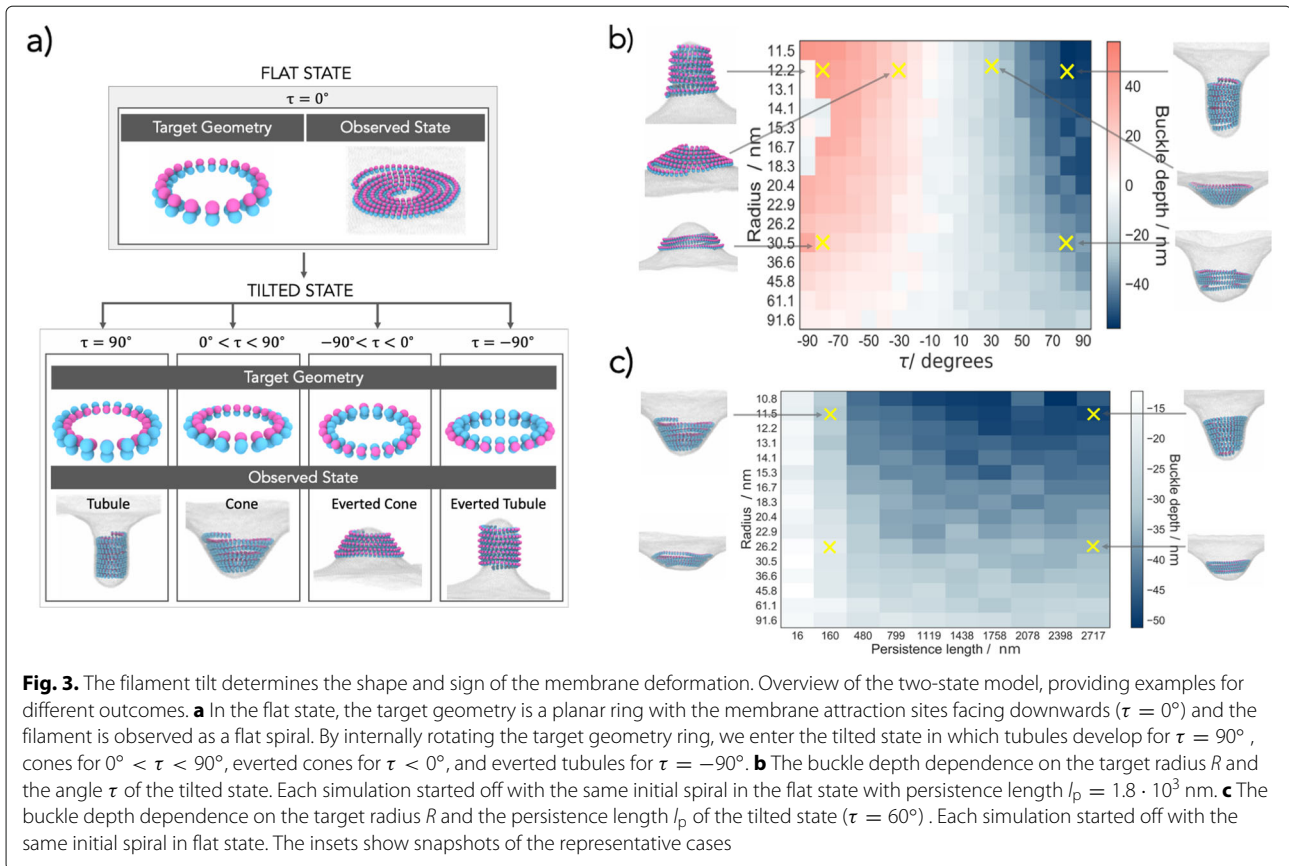 a)
FLAT STATE
τ = 0°
Target Geometry
Observed State
TILTED STATE
τ = 90°
0° < τ < 90°
−90° < τ < 0°
τ = −90°
Target Geometry
Observed State
Tubule
Cone
Everted Cone
Everted Tubule
b)
Radius / nm
11.5
12.2
13.1
14.1
15.3
16.7
18.3
20.4
22.9
26.2
30.5
36.6
45.8
61.1
91.6
-90 -70 -50 -30 -10 10 30 50 70 90
τ/ degrees
40
20
0
−20
−40
Buckle depth / nm
c)
Radius / nm
10.8
11.5
12.2
13.1
14.1
15.3
16.7
18.3
20.4
22.9
26.2
30.5
36.6
45.8
61.1
91.6
16 160 480 799 1119 1438 1758 2078 2398 2717
Persistence length / nm
−15
−20
−25
−30
−35
−40
−45
−50
Buckle depth / nm
Fig. 3. The filament tilt determines the shape and sign of the membrane deformation. Overview of the two-state model, providing examples for
different outcomes. a In the flat state, the target geometry is a planar ring with the membrane attraction sites facing downwards (τ = 0°) and the
filament is observed as a flat spiral. By internally rotating the target geometry ring, we enter the tilted state in which tubules develop for τ = 90° ,
cones for 0° < τ < 90°, everted cones for τ < 0°, and everted tubules for τ = −90°. b The buckle depth dependence on the target radius R and
the angle τ of the tilted state. Each simulation started off with the same initial spiral in the flat state with persistence length lp = 1.8 · 10³ nm. c The
buckle depth dependence on the target radius R and the persistence length lp of the tilted state (τ = 60°) . Each simulation started off with the
same initial spiral in flat state. The insets show snapshots of the representative cases